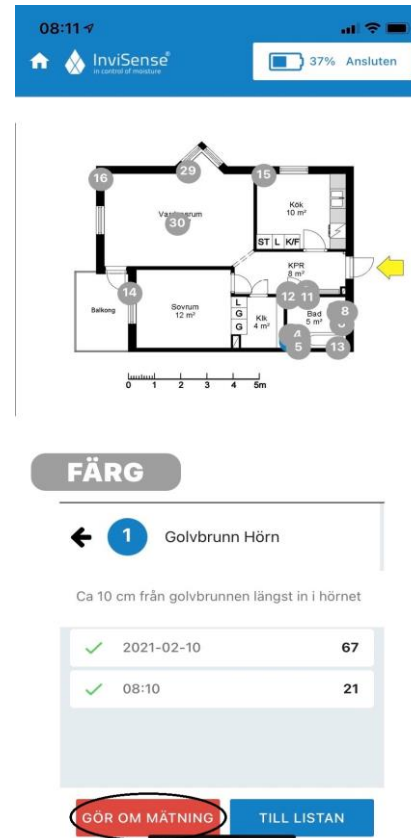 08:11
InviSense®
in control of moisture
37% Ansluten
16
29
15
30
Kök
10 m²
ST L K/F
KPR
8 m²
14
12 11
Balkong
Sovrum
12 m²
L
G
G
Klk
4 m²
Bad
5 m²
8
4
5
13
0 1 2 3 4 5m
FÄRG
1 Golvbrunn Hörn
Ca 10 cm från golvbrunnen längst in i hörnet
2021-02-10 67
08:10 21
GÖR OM MÄTNING TILL LISTAN